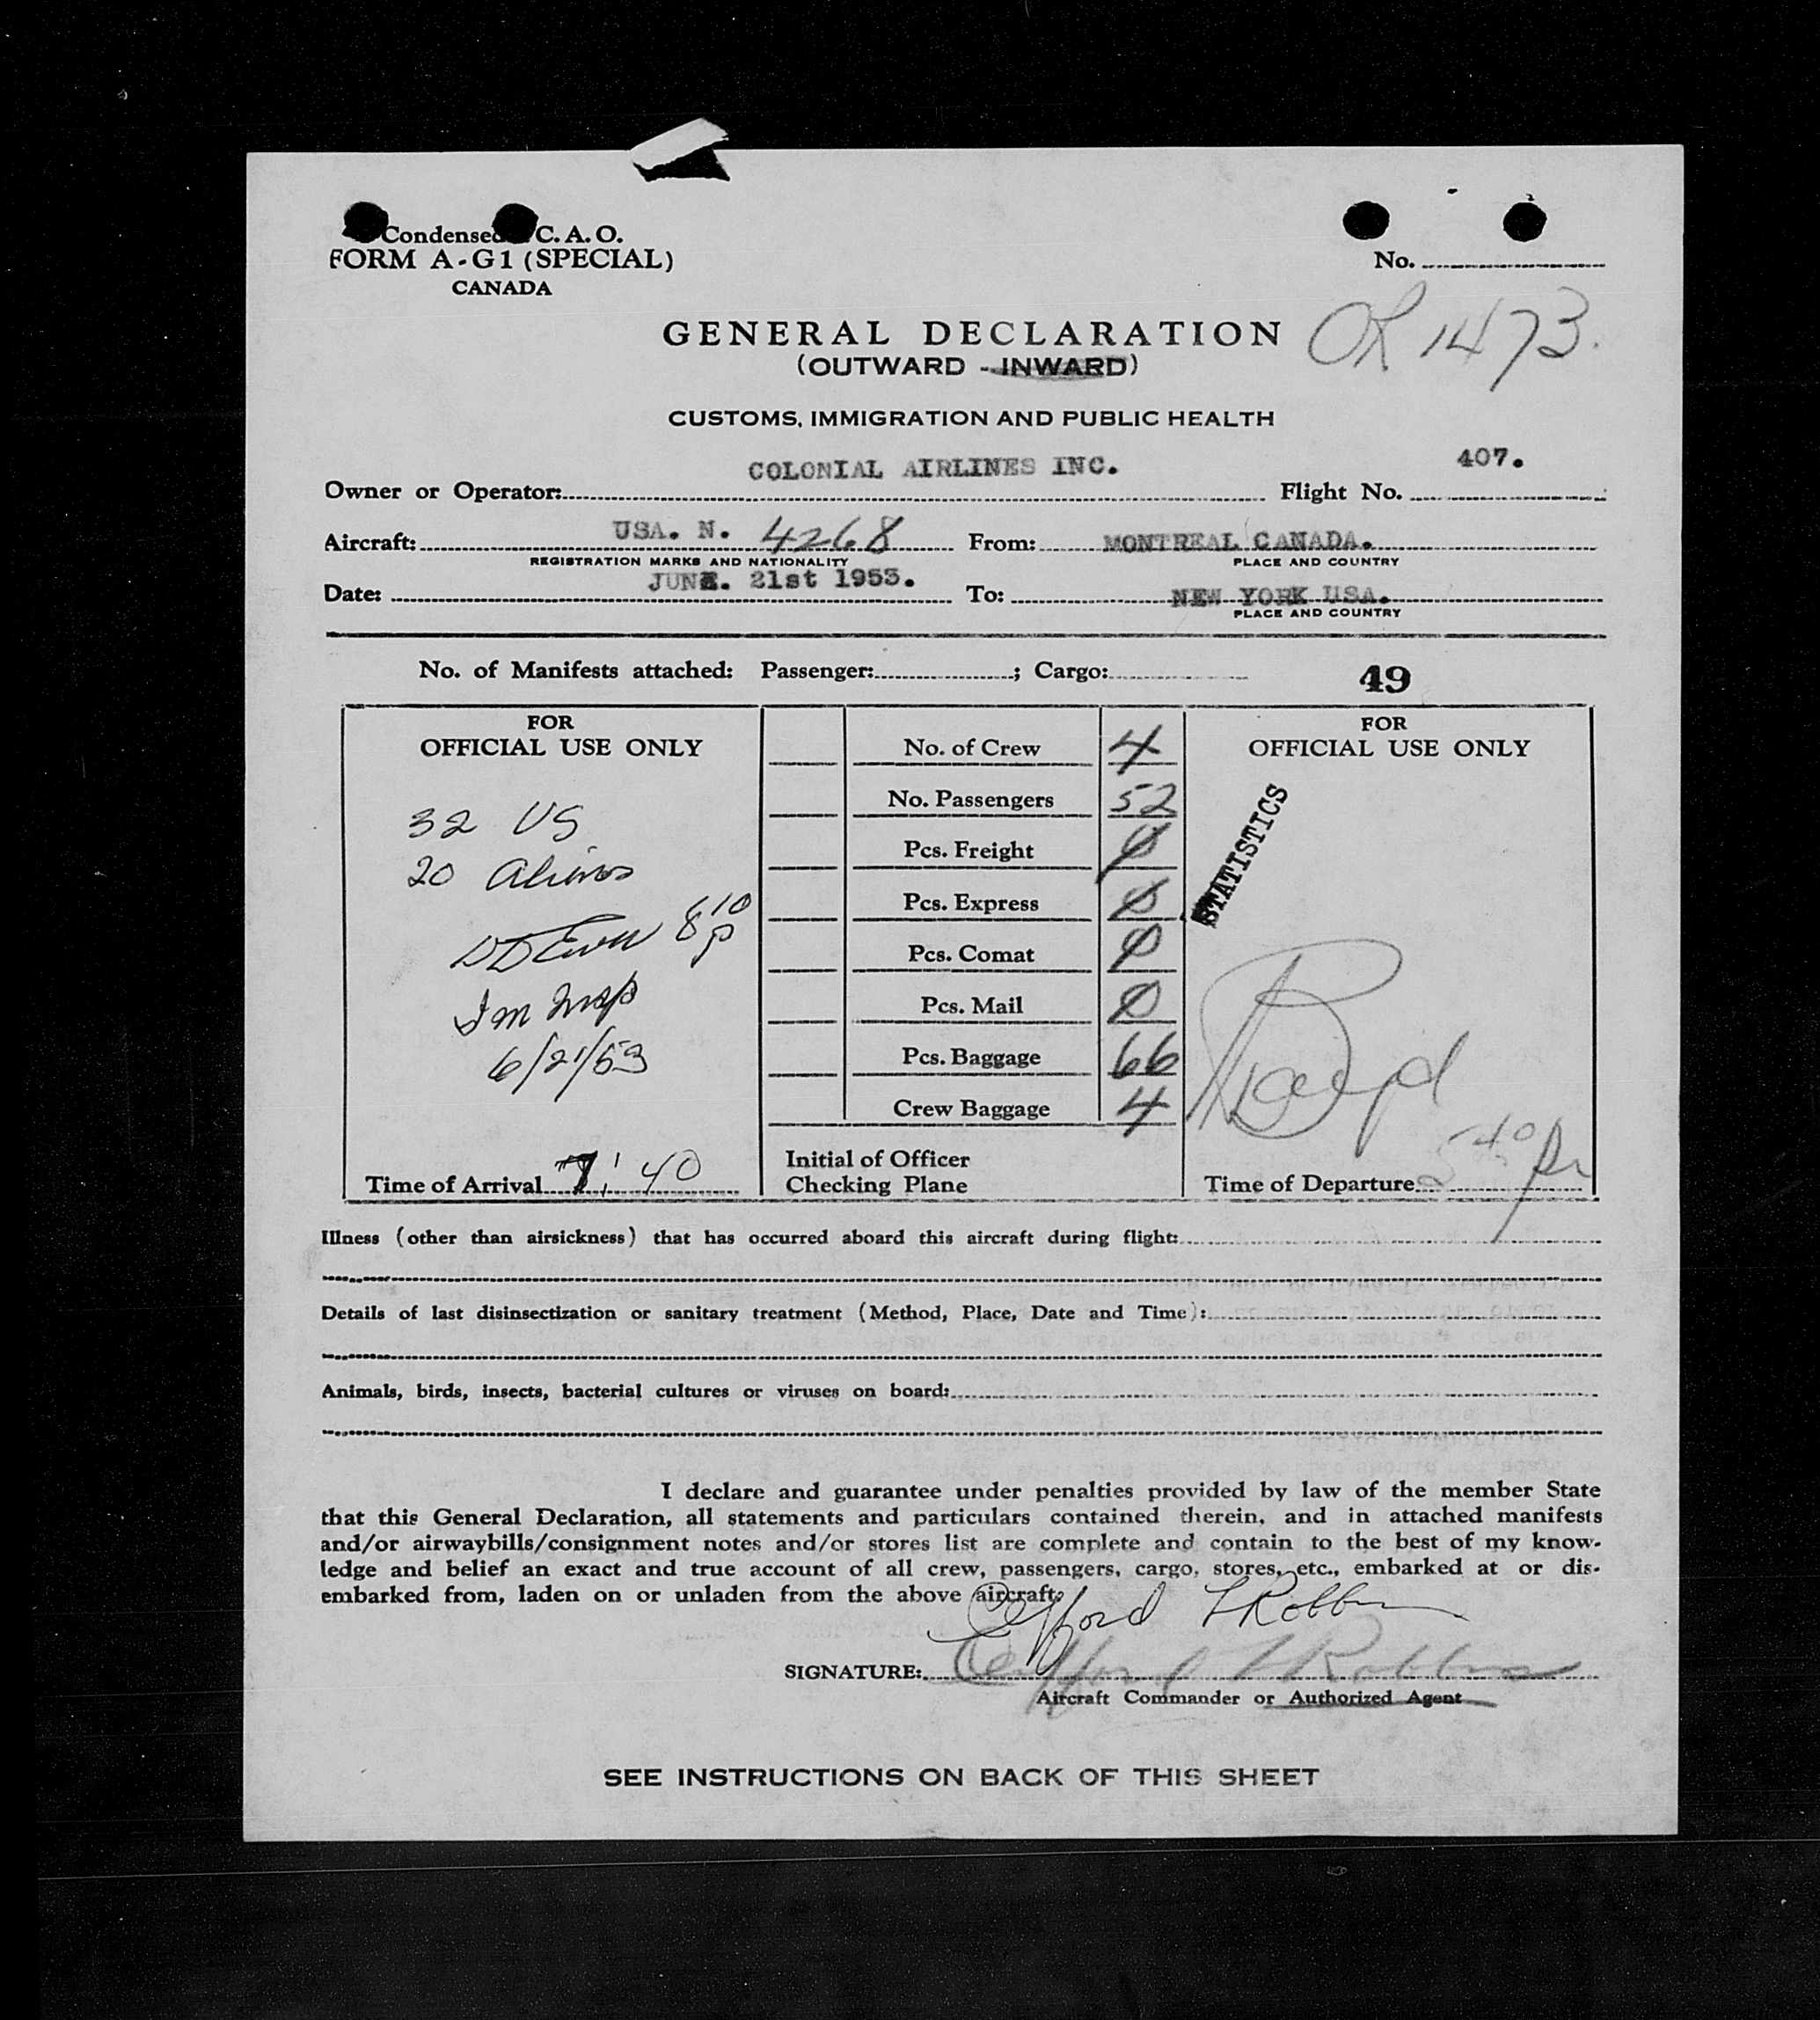 Condensed C. A. O.
FORM A-G1 (SPECIAL)
CANADA
No.
OR 1473.
GENERAL DECLARATION
(OUTWARD - INWARD)
CUSTOMS, IMMIGRATION AND PUBLIC HEALTH
Owner or Operator: COLONIAL AIRLINES INC. Flight No. 407.
Aircraft: USA. N. 4268 From: MONTREAL CANADA.
REGISTRATION MARKS AND NATIONALITY PLACE AND COUNTRY
Date: JUNE. 21st 1953. To: NEW YORK USA.
PLACE AND COUNTRY
No. of Manifests attached: Passenger: ; Cargo: 49
FOR
OFFICIAL USE ONLY
32 US
20 Aliens
8 10 p
Im Insp
6/21/53
Time of Arrival 7:40
No. of Crew 4
No. Passengers 52
Pcs. Freight 0
Pcs. Express 0
Pcs. Comat 0
Pcs. Mail 0
Pcs. Baggage 66
Crew Baggage 4
Initial of Officer
Checking Plane
FOR
OFFICIAL USE ONLY
STATISTICS
Time of Departure 5 40 p
Illness (other than airsickness) that has occurred aboard this aircraft during flight:
Details of last disinsectization or sanitary treatment (Method, Place, Date and Time):
Animals, birds, insects, bacterial cultures or viruses on board:
I declare and guarantee under penalties provided by law of the member State
that this General Declaration, all statements and particulars contained therein, and in attached manifests
and/or airwaybills/consignment notes and/or stores list are complete and contain to the best of my know-
ledge and belief an exact and true account of all crew, passengers, cargo, stores, etc., embarked at or dis-
embarked from, laden on or unladen from the above aircraft.
Clifford L Robbins
SIGNATURE: Clifford L Robbins
Aircraft Commander or Authorized Agent
SEE INSTRUCTIONS ON BACK OF THIS SHEET